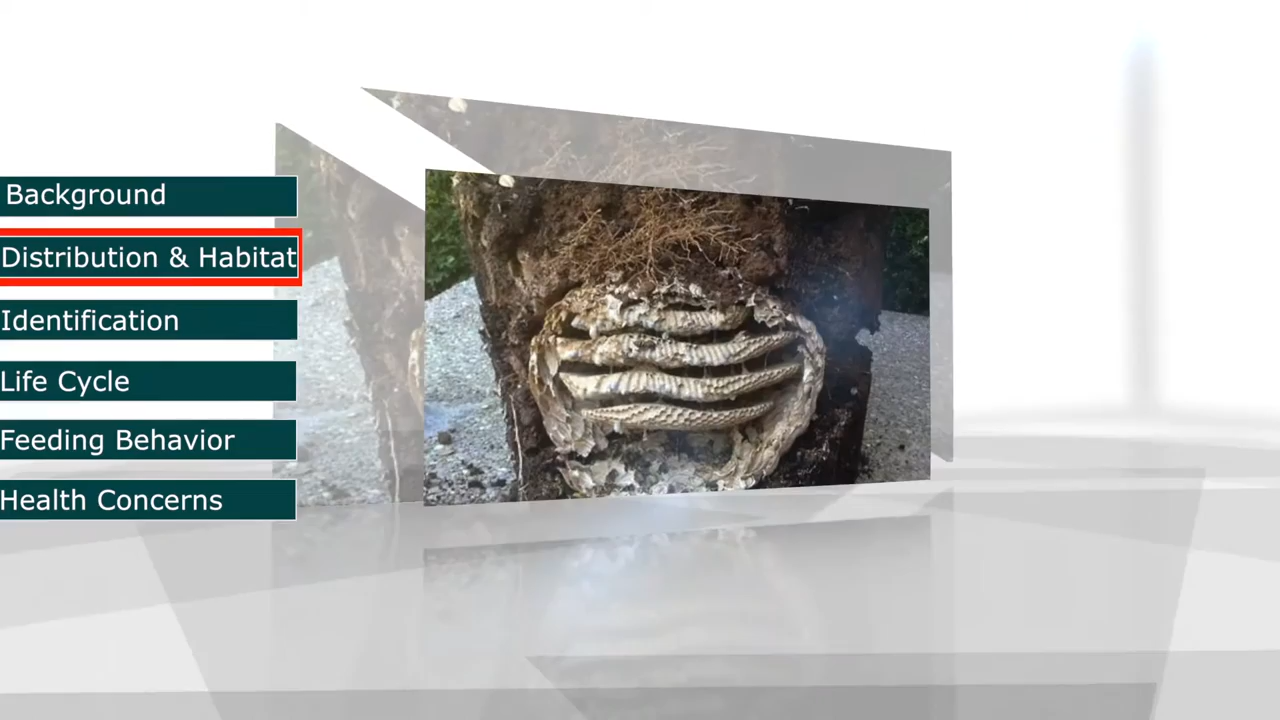 Background
Distribution & Habitat
Identification
Life Cycle
Feeding Behavior
Health Concerns